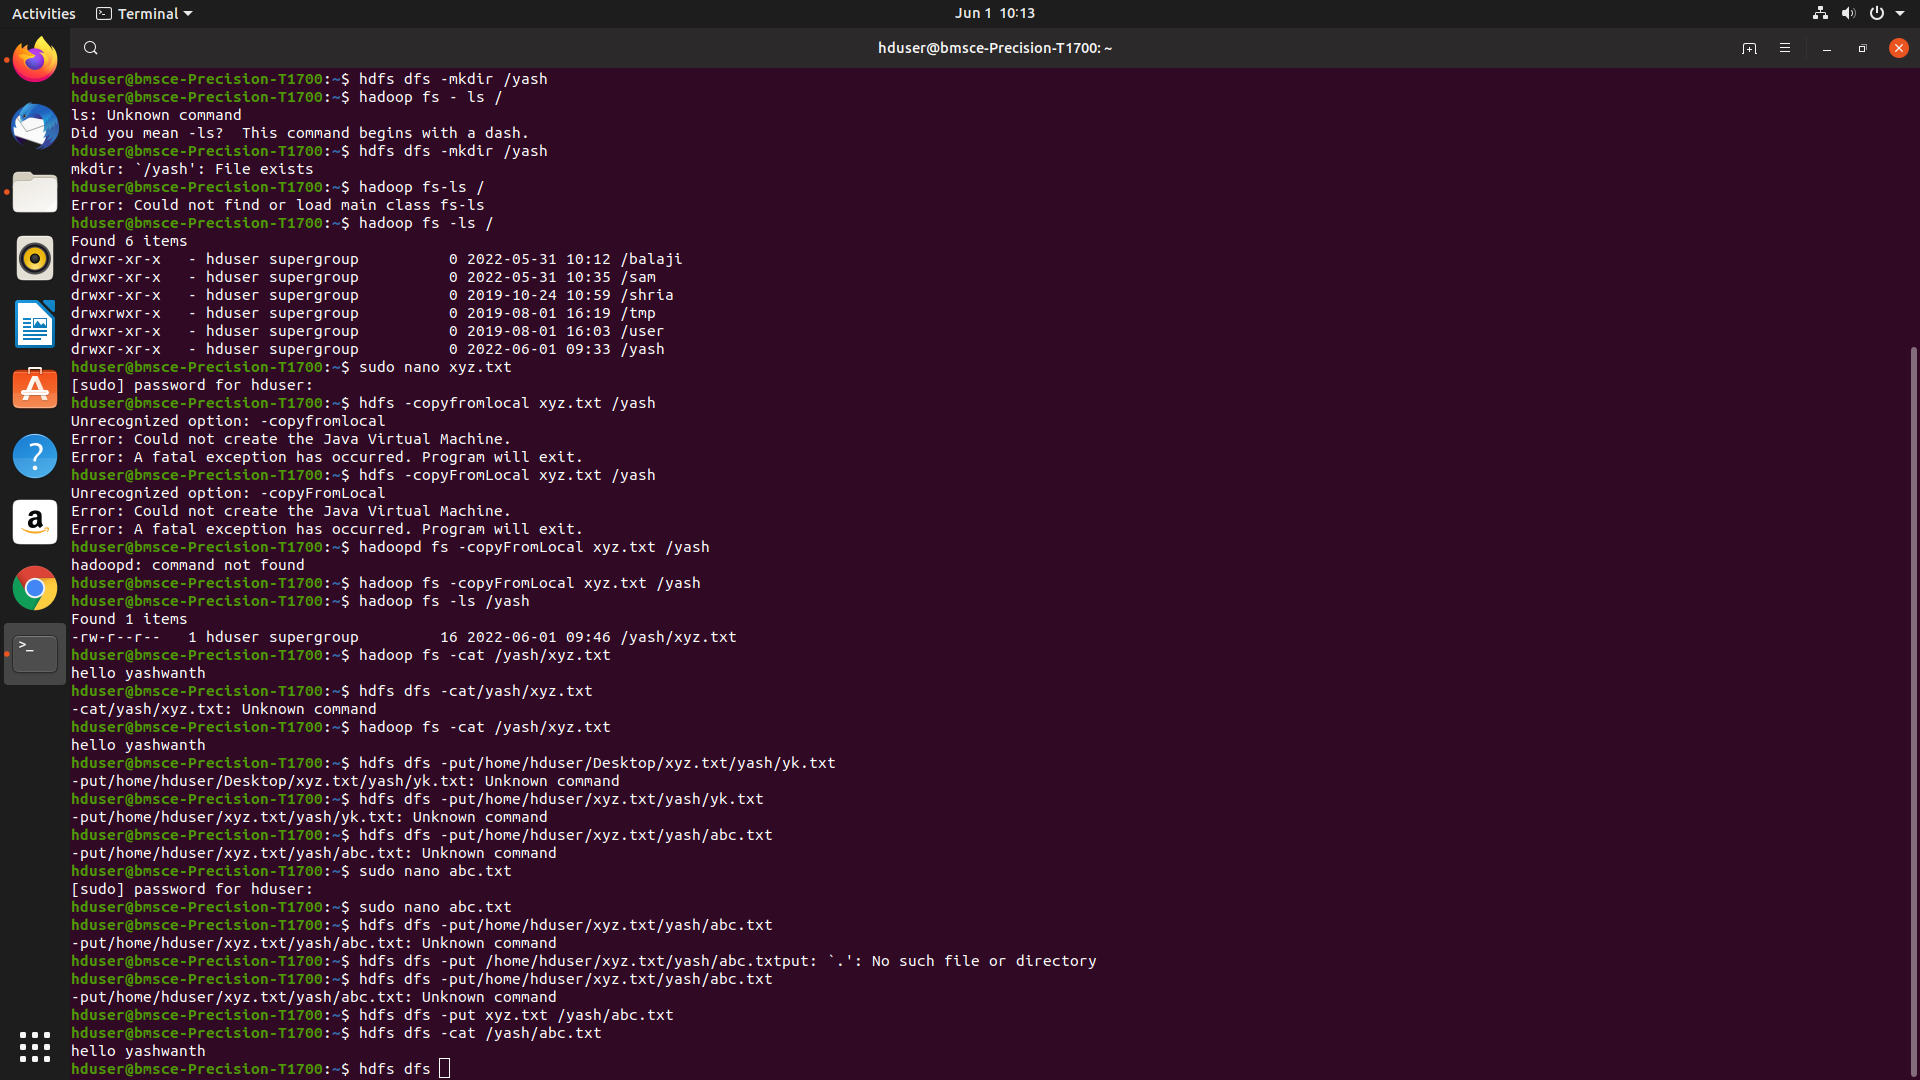 Activities
Terminal
Jun 1 10:13
hduser@bmsce-Precision-T1700: ~
hduser@bmsce-Precision-T1700:~$ hdfs dfs -mkdir /yash
hduser@bmsce-Precision-T1700:~$ hadoop fs - ls /
ls: Unknown command
Did you mean -ls?  This command begins with a dash.
hduser@bmsce-Precision-T1700:~$ hdfs dfs -mkdir /yash
mkdir: `/yash': File exists
hduser@bmsce-Precision-T1700:~$ hadoop fs-ls /
Error: Could not find or load main class fs-ls
hduser@bmsce-Precision-T1700:~$ hadoop fs -ls /
Found 6 items
drwxr-xr-x   - hduser supergroup          0 2022-05-31 10:12 /balaji
drwxr-xr-x   - hduser supergroup          0 2022-05-31 10:35 /sam
drwxr-xr-x   - hduser supergroup          0 2019-10-24 10:59 /shria
drwxrwxr-x   - hduser supergroup          0 2019-08-01 16:19 /tmp
drwxr-xr-x   - hduser supergroup          0 2019-08-01 16:03 /user
drwxr-xr-x   - hduser supergroup          0 2022-06-01 09:33 /yash
hduser@bmsce-Precision-T1700:~$ sudo nano xyz.txt
[sudo] password for hduser:
hduser@bmsce-Precision-T1700:~$ hdfs -copyfromlocal xyz.txt /yash
Unrecognized option: -copyfromlocal
Error: Could not create the Java Virtual Machine.
Error: A fatal exception has occurred. Program will exit.
hduser@bmsce-Precision-T1700:~$ hdfs -copyFromLocal xyz.txt /yash
Unrecognized option: -copyFromLocal
Error: Could not create the Java Virtual Machine.
Error: A fatal exception has occurred. Program will exit.
hduser@bmsce-Precision-T1700:~$ hadoopd fs -copyFromLocal xyz.txt /yash
hadoopd: command not found
hduser@bmsce-Precision-T1700:~$ hadoop fs -copyFromLocal xyz.txt /yash
hduser@bmsce-Precision-T1700:~$ hadoop fs -ls /yash
Found 1 items
-rw-r--r--   1 hduser supergroup         16 2022-06-01 09:46 /yash/xyz.txt
hduser@bmsce-Precision-T1700:~$ hadoop fs -cat /yash/xyz.txt
hello yashwanth
hduser@bmsce-Precision-T1700:~$ hdfs dfs -cat/yash/xyz.txt
-cat/yash/xyz.txt: Unknown command
hduser@bmsce-Precision-T1700:~$ hadoop fs -cat /yash/xyz.txt
hello yashwanth
hduser@bmsce-Precision-T1700:~$ hdfs dfs -put/home/hduser/Desktop/xyz.txt/yash/yk.txt
-put/home/hduser/Desktop/xyz.txt/yash/yk.txt: Unknown command
hduser@bmsce-Precision-T1700:~$ hdfs dfs -put/home/hduser/xyz.txt/yash/yk.txt
-put/home/hduser/xyz.txt/yash/yk.txt: Unknown command
hduser@bmsce-Precision-T1700:~$ hdfs dfs -put/home/hduser/xyz.txt/yash/abc.txt
-put/home/hduser/xyz.txt/yash/abc.txt: Unknown command
hduser@bmsce-Precision-T1700:~$ sudo nano abc.txt
[sudo] password for hduser:
hduser@bmsce-Precision-T1700:~$ sudo nano abc.txt
hduser@bmsce-Precision-T1700:~$ hdfs dfs -put/home/hduser/xyz.txt/yash/abc.txt
-put/home/hduser/xyz.txt/yash/abc.txt: Unknown command
hduser@bmsce-Precision-T1700:~$ hdfs dfs -put /home/hduser/xyz.txt/yash/abc.txtput: `.': No such file or directory
hduser@bmsce-Precision-T1700:~$ hdfs dfs -put/home/hduser/xyz.txt/yash/abc.txt
-put/home/hduser/xyz.txt/yash/abc.txt: Unknown command
hduser@bmsce-Precision-T1700:~$ hdfs dfs -put xyz.txt /yash/abc.txt
hduser@bmsce-Precision-T1700:~$ hdfs dfs -cat /yash/abc.txt
hello yashwanth
hduser@bmsce-Precision-T1700:~$ hdfs dfs